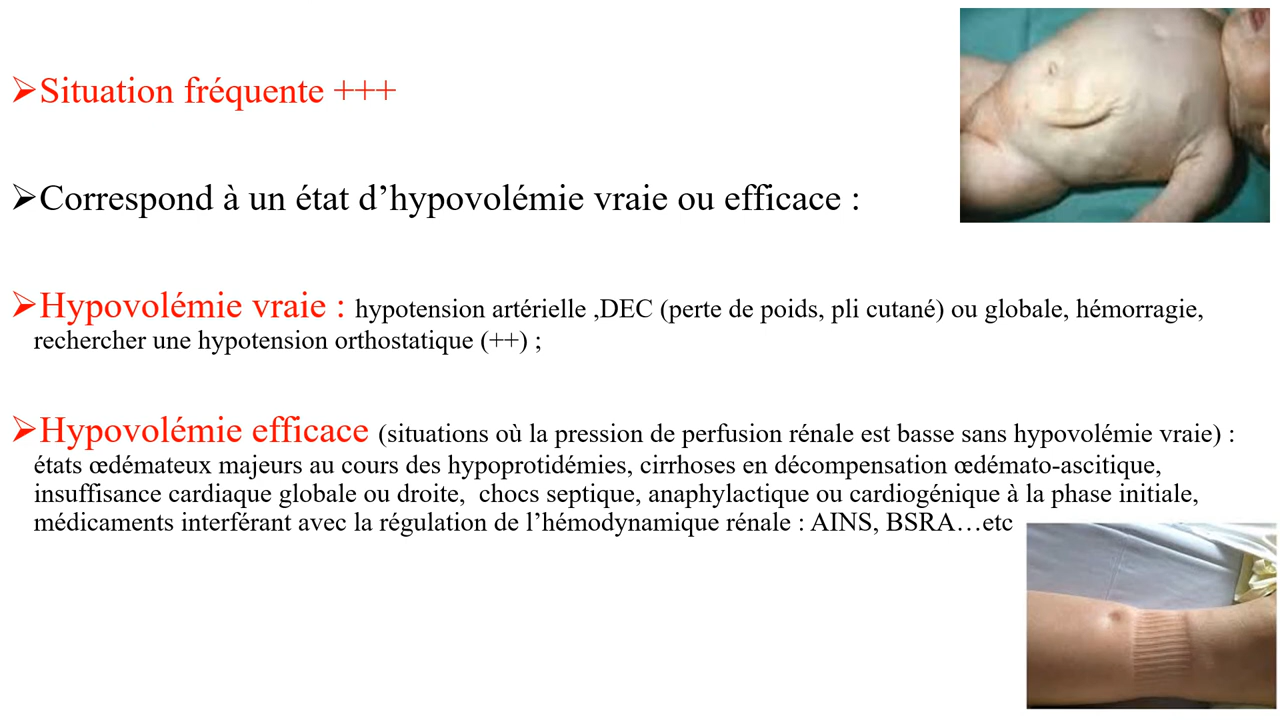 ➢Situation fréquente +++
➢Correspond à un état d’hypovolémie vraie ou efficace :
➢Hypovolémie vraie : hypotension artérielle ,DEC (perte de poids, pli cutané) ou globale, hémorragie,
rechercher une hypotension orthostatique (++) ;
➢Hypovolémie efficace (situations où la pression de perfusion rénale est basse sans hypovolémie vraie) :
états œdémateux majeurs au cours des hypoprotidémies, cirrhoses en décompensation œdémato-ascitique,
insuffisance cardiaque globale ou droite,  chocs septique, anaphylactique ou cardiogénique à la phase initiale,
médicaments interférant avec la régulation de l’hémodynamique rénale : AINS, BSRA…etc